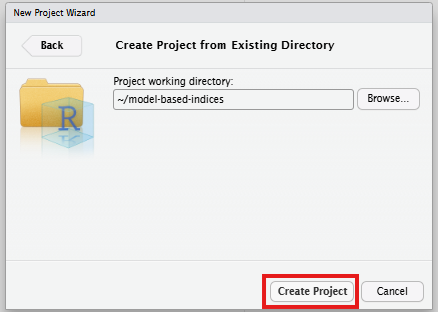 New Project Wizard
Back
Create Project from Existing Directory
Project working directory:
~/model-based-indices
Browse...
R
Create Project
Cancel